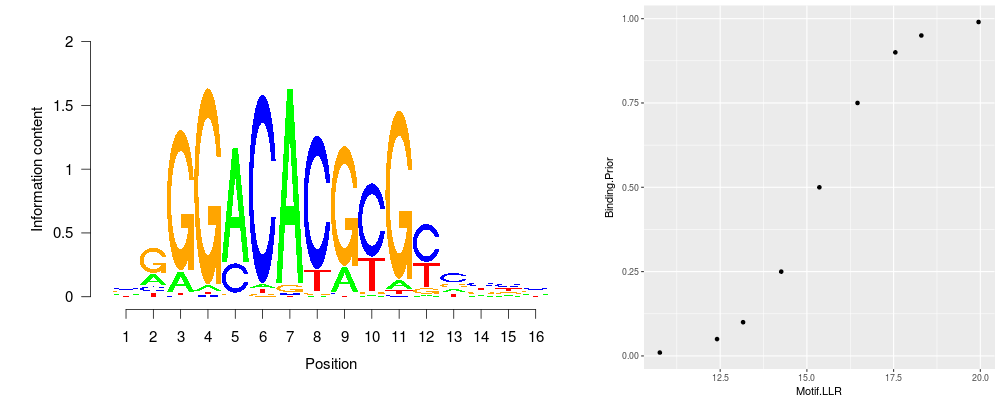 2
1.5
1
0.5
0
Information content
GGACACGCGC
GAACTATT
1 2 3 4 5 6 7 8 9 10 11 12 13 14 15 16
Position
1.00
0.75
0.50
0.25
0.00
Binding.Prior
12.5 15.0 17.5 20.0
Motif.LLR